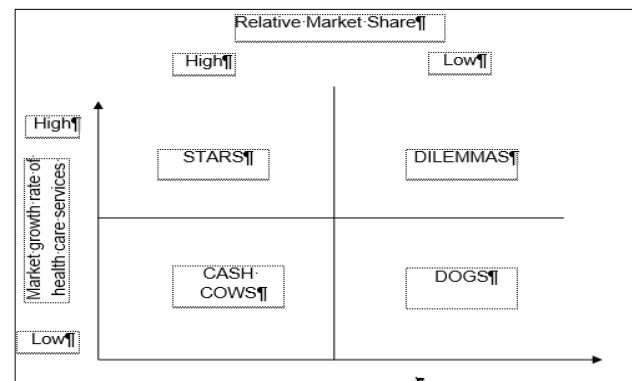 Relative·Market·Share¶
High¶ Low¶
High¶
STARS¶ DILEMMAS¶
Market·growth·rate·of·
health·care·services
CASH·
COWS¶
DOGS¶
Low¶
¶